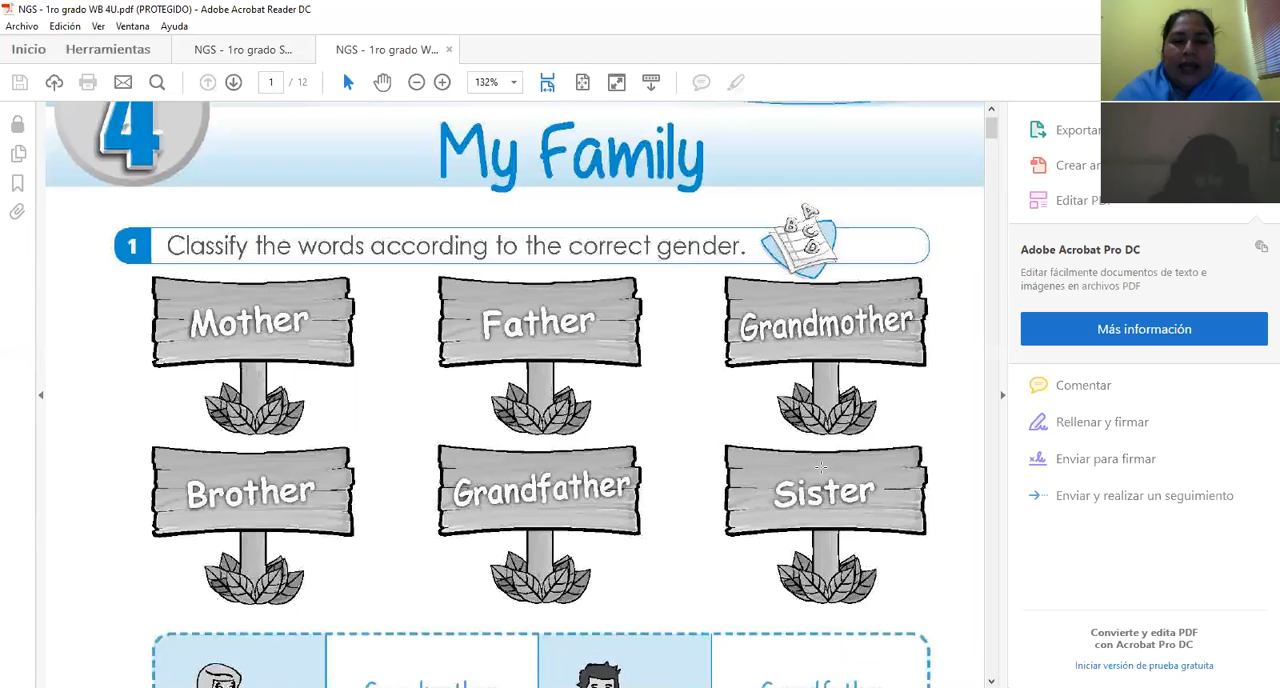 NGS - 1ro grado WB 4U.pdf (PROTEGIDO) - Adobe Acrobat Reader DC
Archivo Edición Ver Ventana Ayuda
Inicio Herramientas NGS - 1ro grado S... NGS - 1ro grado W... ×
1 / 12 132%
4
My Family
1 Classify the words according to the correct gender.
A
B C
D
Mother Father Grandmother
Brother Grandfather Sister
Exportar
Crear ar
Editar PD
Adobe Acrobat Pro DC
Editar fácilmente documentos de texto e
imágenes en archivos PDF
Más información
Comentar
Rellenar y firmar
Enviar para firmar
Enviar y realizar un seguimiento
Convierte y edita PDF
con Acrobat Pro DC
Iniciar versión de prueba gratuita